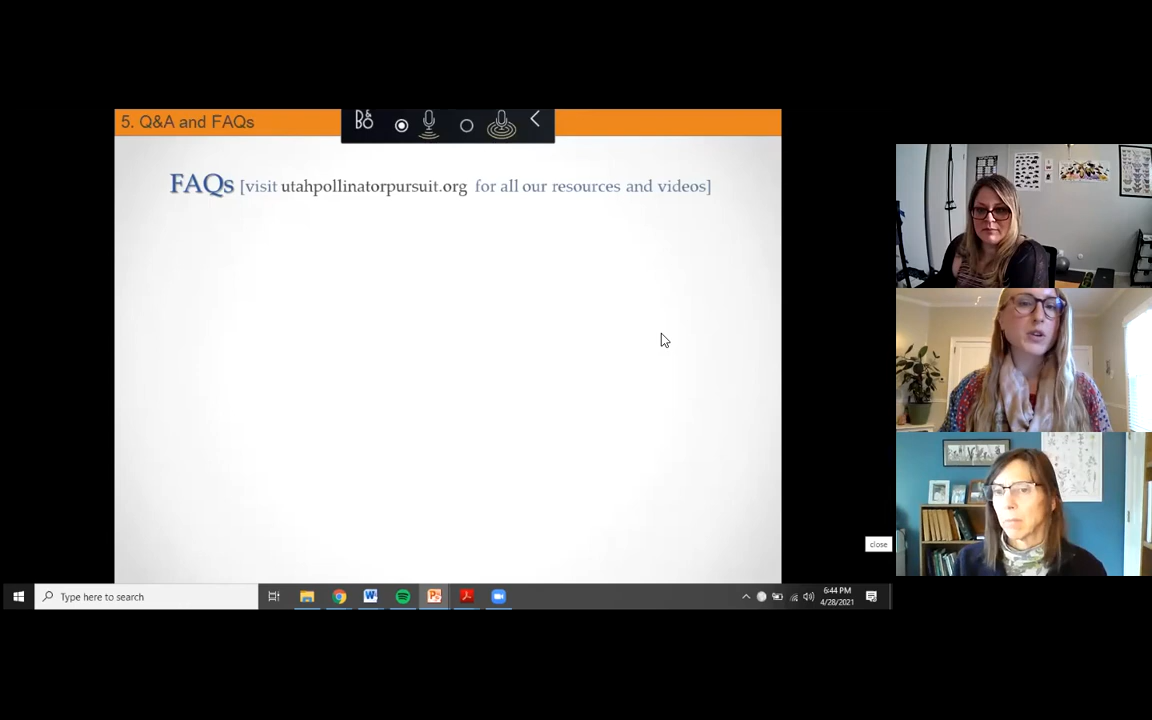 5. Q&A and FAQs
FAQs [visit utahpollinatorpursuit.org for all our resources and videos]
close
Type here to search
6:44 PM
4/28/2021